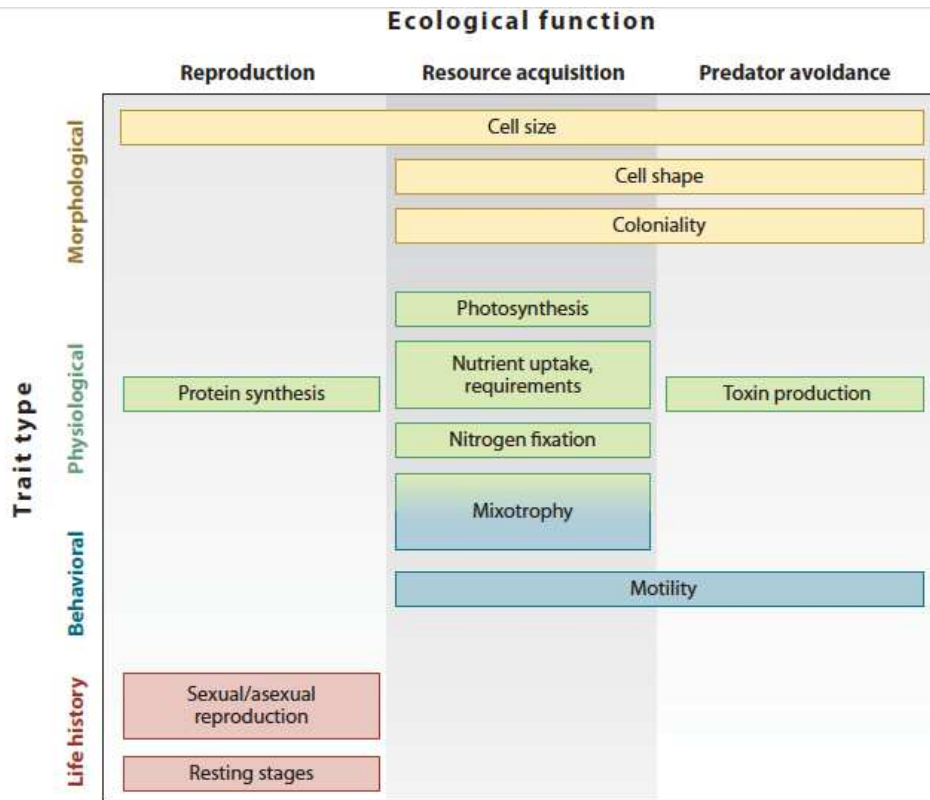 Ecological function
Reproduction
Resource acquisition
Predator avoidance
Trait type
Morphological
Cell size
Cell shape
Coloniality
Physiological
Photosynthesis
Nutrient uptake,
requirements
Protein synthesis
Toxin production
Nitrogen fixation
Mixotrophy
Behavioral
Motility
Life history
Sexual/asexual
reproduction
Resting stages